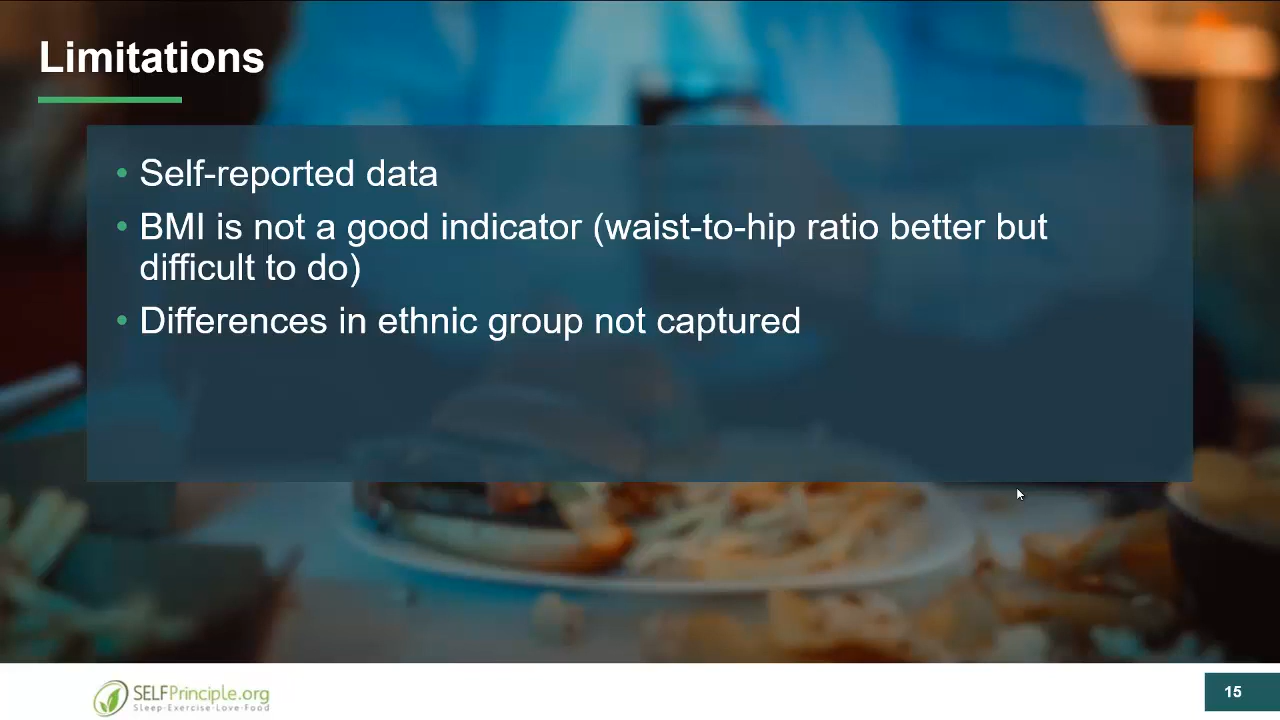 Limitations
• Self-reported data
• BMI is not a good indicator (waist-to-hip ratio better but
difficult to do)
• Differences in ethnic group not captured
SELFPrinciple.org
Sleep-Exercise-Love-Food
15